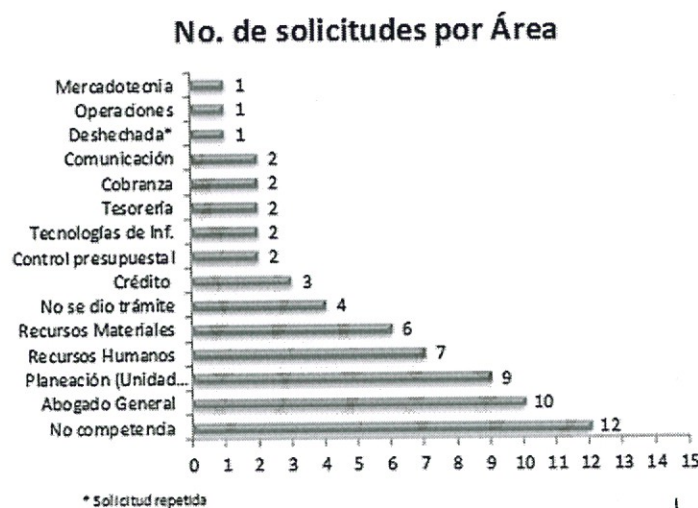 No. de solicitudes por Área
Mercadotecnia 1
Operaciones 1
Deshechada* 1
Comunicación 2
Cobranza 2
Tesorería 2
Tecnologías de Inf. 2
Control presupuestal 2
Crédito 3
No se dio trámite 4
Recursos Materiales 6
Recursos Humanos 7
Planeación (Unidad... 9
Abogado General 10
No competencia 12
0 1 2 3 4 5 6 7 8 9 10 11 12 13 14 15
* Solicitud repetida